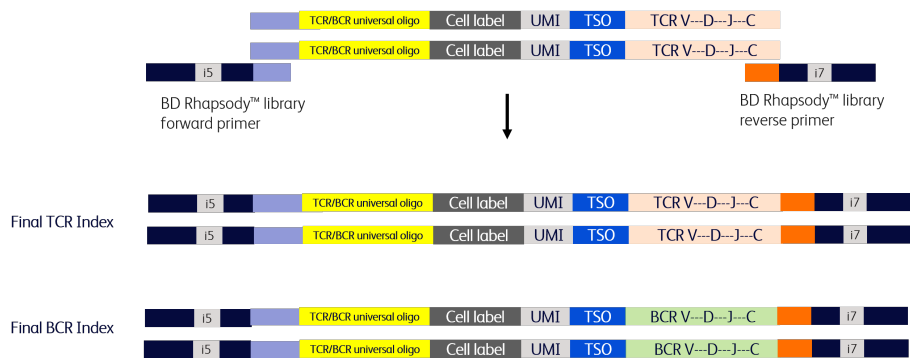 TCR/BCR universal oligo Cell label UMI TSO TCR V---D---J---C
TCR/BCR universal oligo Cell label UMI TSO TCR V---D---J---C
i5 i7
BD Rhapsody™ library BD Rhapsody™ library
forward primer reverse primer
i5 TCR/BCR universal oligo Cell label UMI TSO TCR V---D---J---C i7
Final TCR Index
i5 TCR/BCR universal oligo Cell label UMI TSO TCR V---D---J---C i7
i5 TCR/BCR universal oligo Cell label UMI TSO BCR V---D---J---C i7
Final BCR Index
i5 TCR/BCR universal oligo Cell label UMI TSO BCR V---D---J---C i7